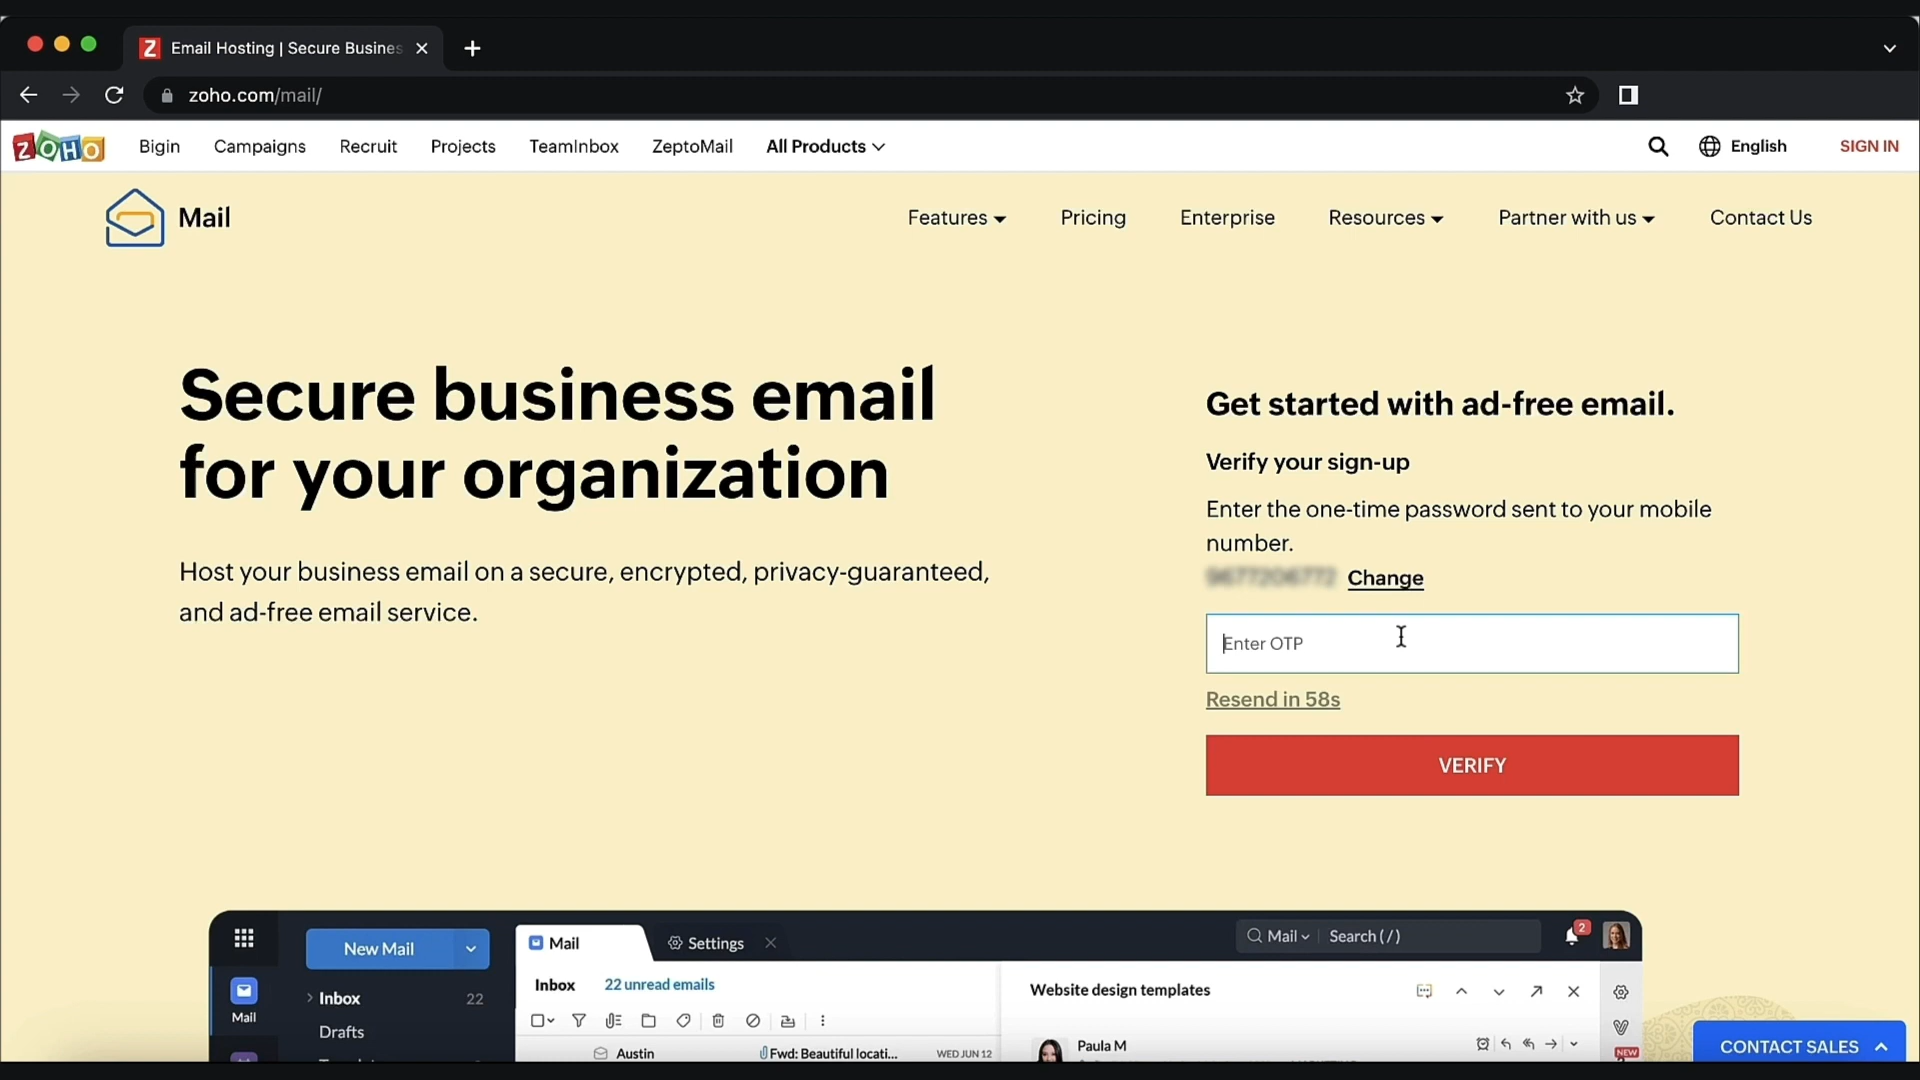 Email Hosting | Secure Busines
zoho.com/mail/
ZOHO
Bigin
Campaigns
Recruit
Projects
TeamInbox
ZeptoMail
All Products
English
SIGN IN
Mail
Features
Pricing
Enterprise
Resources
Partner with us
Contact Us
Secure business email
for your organization
Host your business email on a secure, encrypted, privacy-guaranteed,
and ad-free email service.
Get started with ad-free email.
Verify your sign-up
Enter the one-time password sent to your mobile
number.
Change
Enter OTP
Resend in 58s
VERIFY
New Mail
Mail
Settings
Mail
Search ( / )
2
Mail
Inbox
22
Drafts
Inbox
22 unread emails
Austin
Fwd: Beautiful locati...
WED JUN 12
Website design templates
Paula M
NEW
CONTACT SALES